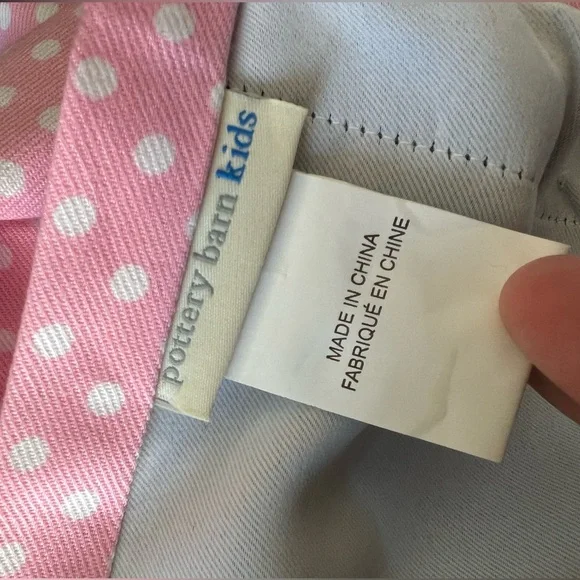 pottery barn kids
MADE IN CHINA
FABRIQUÉ EN CHINE